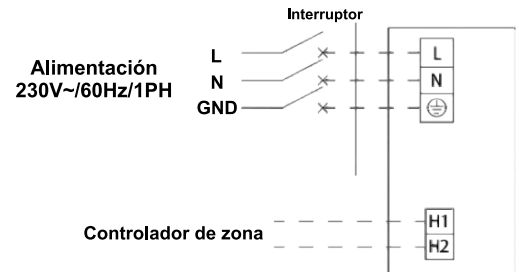 Interruptor
L
L
Alimentación
230V~/60Hz/1PH
N
N
GND
H1
Controlador de zona
H2